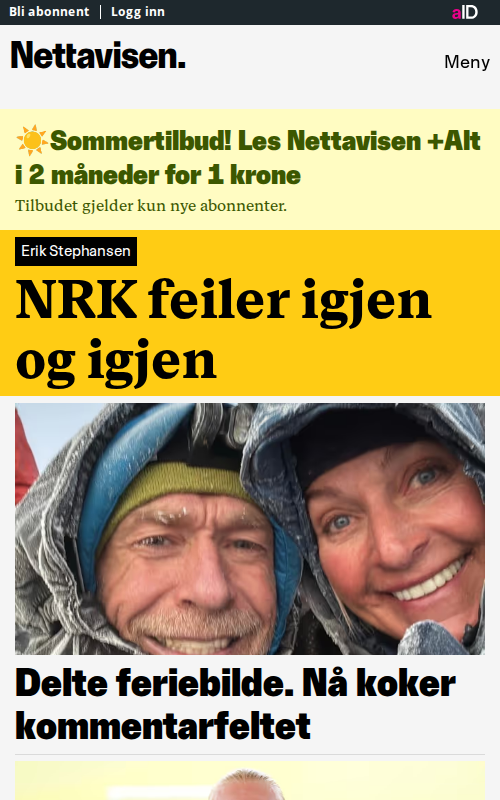 Bli abonnent
Logg inn
aID
Nettavisen.
Meny
☀️Sommertilbud! Les Nettavisen +Alt
i 2 måneder for 1 krone
Tilbudet gjelder kun nye abonnenter.
Erik Stephansen
NRK feiler igjen
og igjen
Delte feriebilde. Nå koker
kommentarfeltet